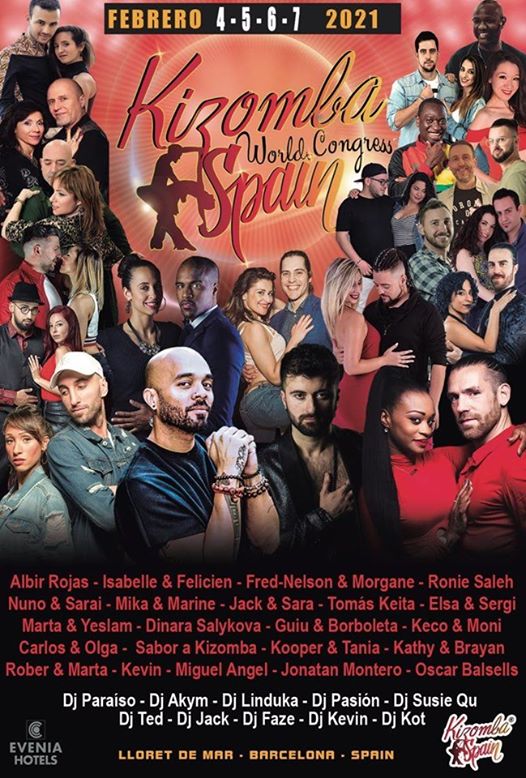 FEBRERO 4-5-6-7 2021
Kizomba
World Congress
Spain
Albir Rojas - Isabelle & Felicien - Fred-Nelson & Morgane - Ronie Saleh
Nuno & Sarai - Mika & Marine - Jack & Sara - Tomás Keita - Elsa & Sergi
Marta & Yeslam - Dinara Salykova - Guiu & Borboleta - Keco & Moni
Carlos & Olga - Sabor a Kizomba - Kooper & Tania - Kathy & Brayan
Rober & Marta - Kevin - Miguel Angel - Jonatan Montero - Oscar Balsells
Dj Paraíso - Dj Akym - Dj Linduka - Dj Pasión - Dj Susie Qu
Dj Ted - Dj Jack - Dj Faze - Dj Kevin - Dj Kot
EVENIA
HOTELS
LLORET DE MAR - BARCELONA - SPAIN
Kizomba
Spain